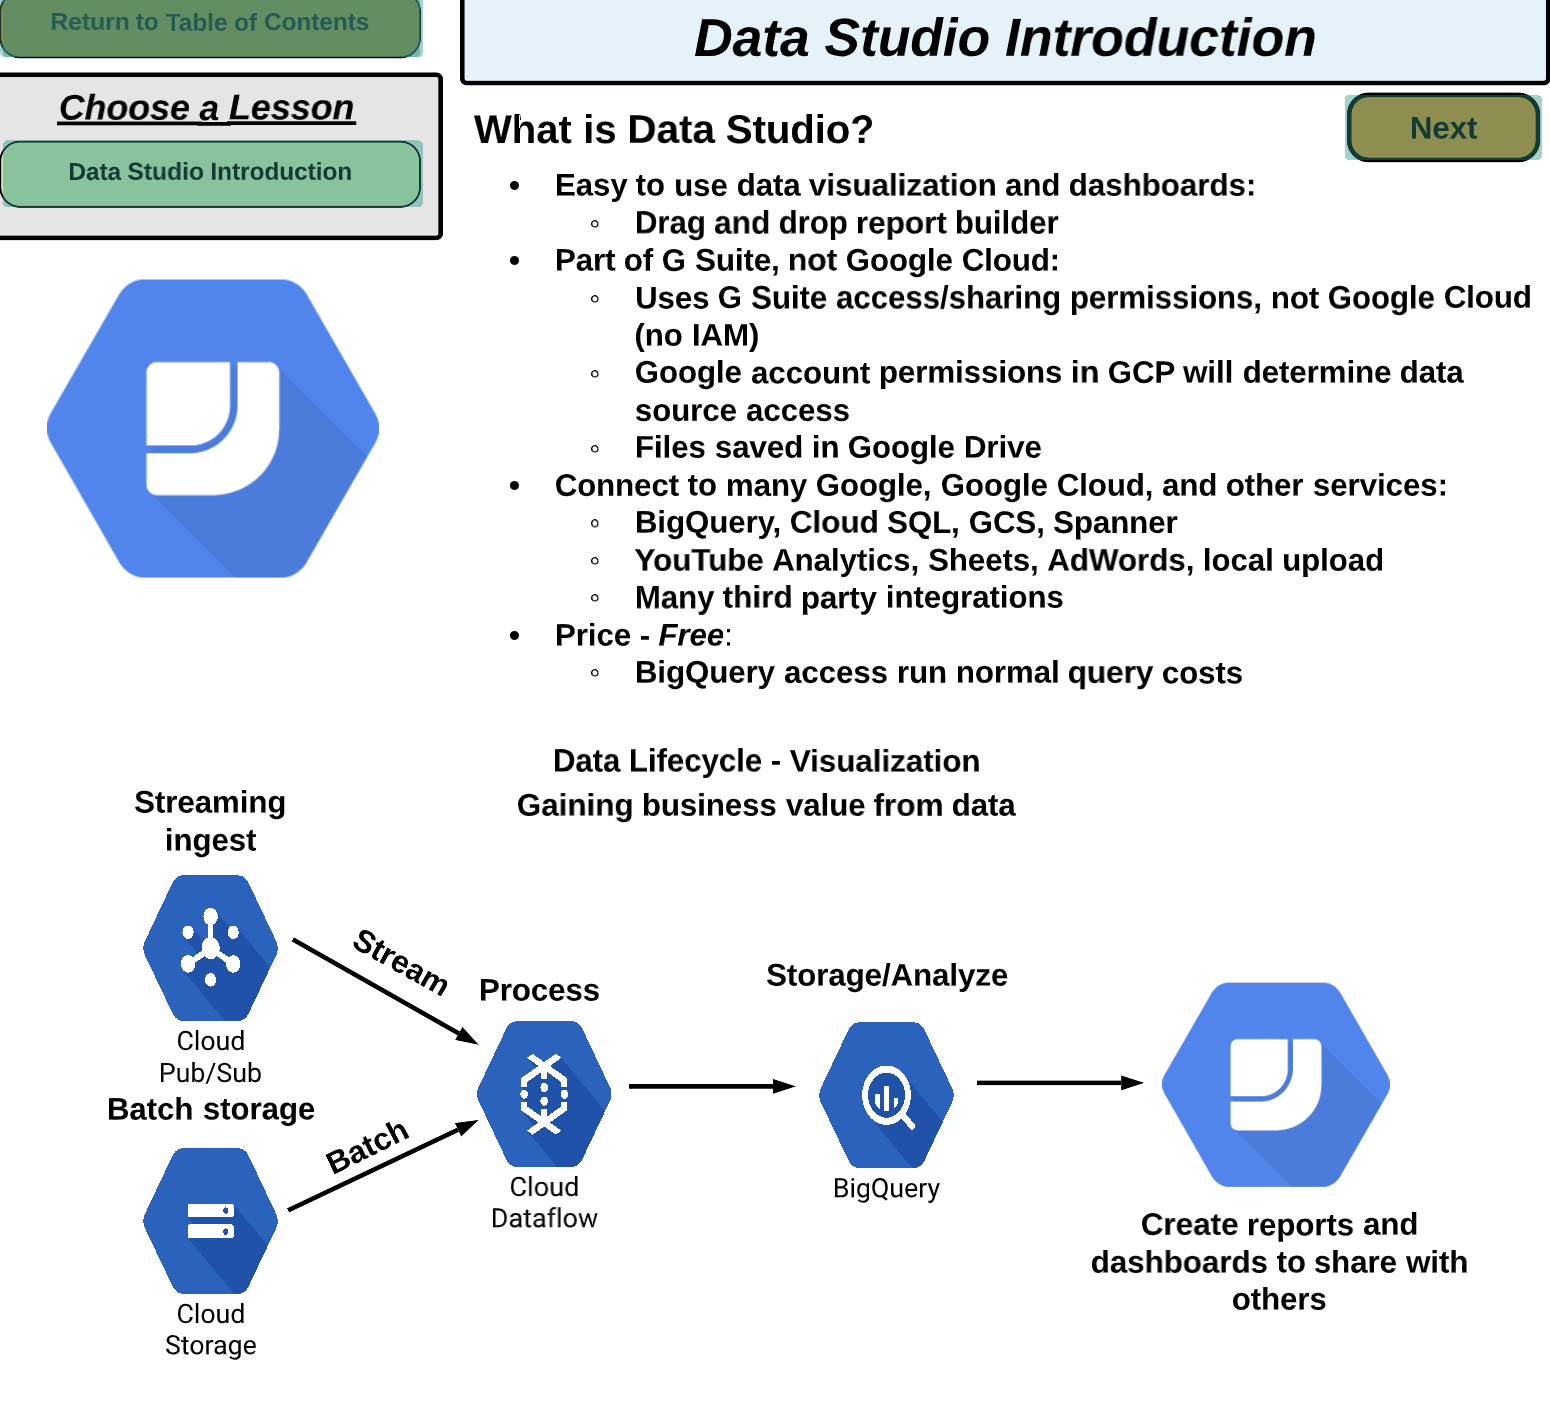 Return to Table of Contents
Data Studio Introduction
Choose a Lesson
Data Studio Introduction
Next
What is Data Studio?
• Easy to use data visualization and dashboards:
◦ Drag and drop report builder
• Part of G Suite, not Google Cloud:
◦ Uses G Suite access/sharing permissions, not Google Cloud
(no IAM)
◦ Google account permissions in GCP will determine data
source access
◦ Files saved in Google Drive
• Connect to many Google, Google Cloud, and other services:
◦ BigQuery, Cloud SQL, GCS, Spanner
◦ YouTube Analytics, Sheets, AdWords, local upload
◦ Many third party integrations
• Price - Free:
◦ BigQuery access run normal query costs
Data Lifecycle - Visualization
Gaining business value from data
Streaming
ingest
Cloud
Pub/Sub
Stream
Batch storage
Cloud
Storage
Batch
Process
Cloud
Dataflow
Storage/Analyze
BigQuery
Create reports and
dashboards to share with
others